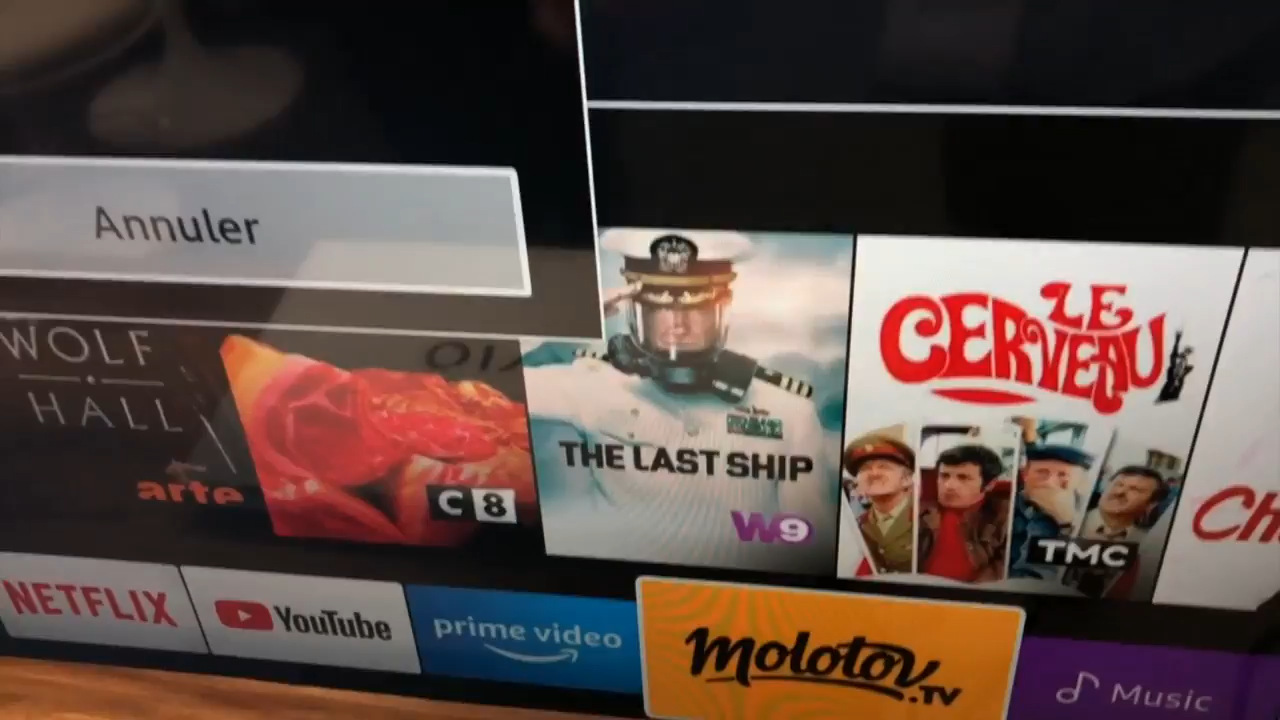 Annuler
WOLF
HALL
arte
C8
THE LAST SHIP
W9
LE
CERVEAU
TMC
NETFLIX
YouTube
prime video
molotov
.TV
Music